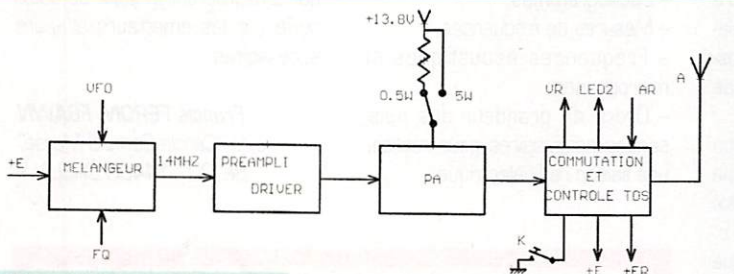 +13.8V
0.5W
5W
VFO
VR LED2 AR
A
+E
MELANGEUR
14MHZ
PREAMPLI
DRIVER
PA
COMMUTATION
ET
CONTROLE TOS
FQ
K
+E
+ER